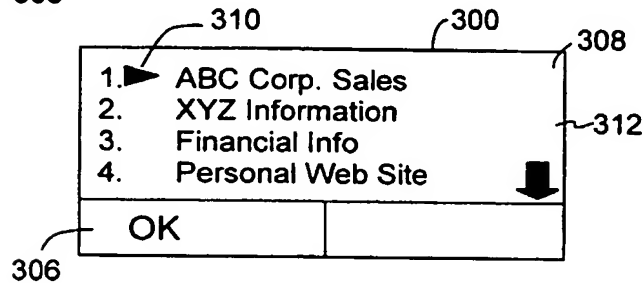 310
300
308
1. ABC Corp. Sales
2. XYZ Information
312
3. Financial Info
4. Personal Web Site
OK
306